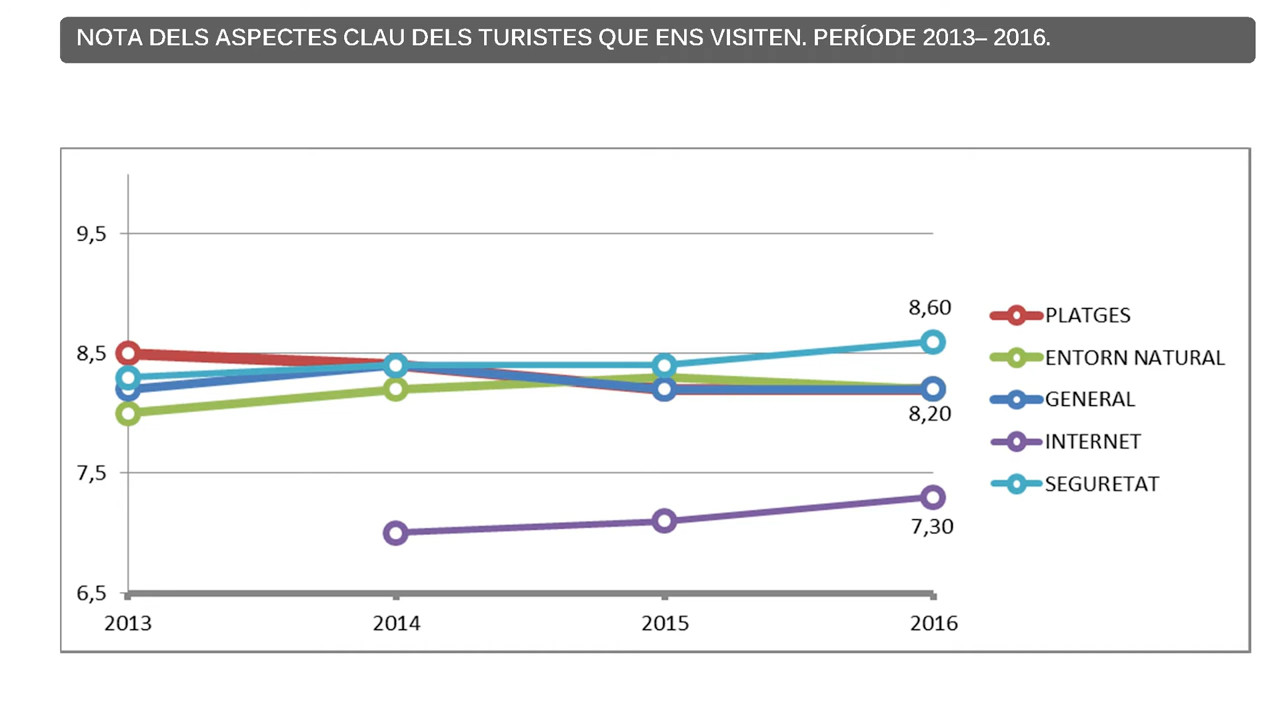 NOTA DELS ASPECTES CLAU DELS TURISTES QUE ENS VISITEN. PERÍODE 2013– 2016.
9,5
8,5
7,5
6,5
8,60
8,20
7,30
2013
2014
2015
2016
PLATGES
ENTORN NATURAL
GENERAL
INTERNET
SEGURETAT